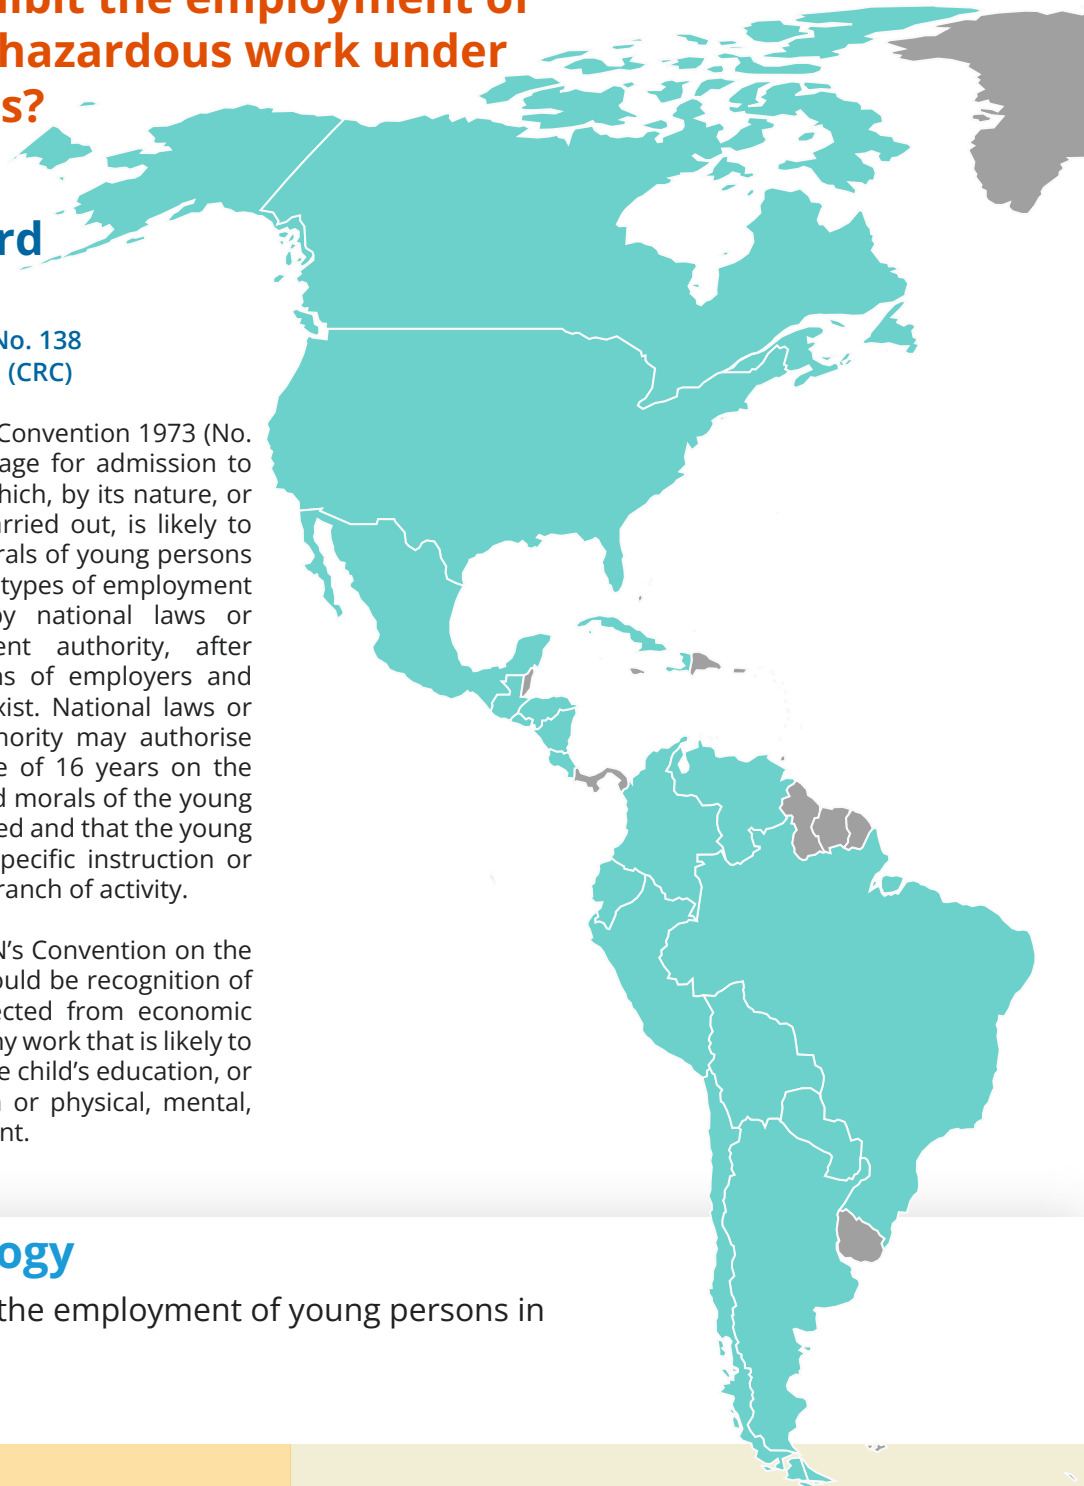 ibit the employment of
hazardous work under
s?
rd
No. 138
(CRC)
Convention 1973 (No.
age for admission to
hich, by its nature, or
rried out, is likely to
rals of young persons
types of employment
by national laws or
ent authority, after
ns of employers and
xist. National laws or
hority may authorise
e of 16 years on the
d morals of the young
ed and that the young
pecific instruction or
ranch of activity.
N's Convention on the
ould be recognition of
ected from economic
ny work that is likely to
e child's education, or
n or physical, mental,
nt.
ogy
the employment of young persons in